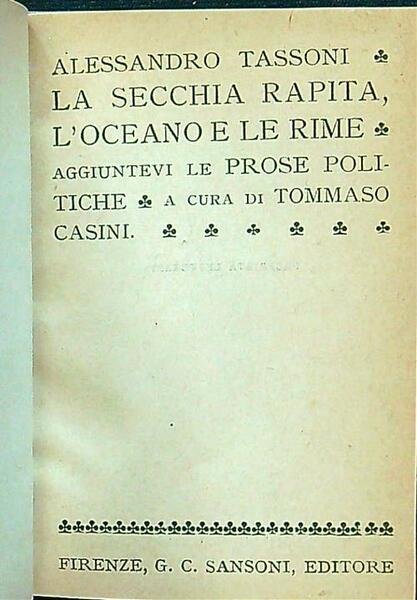 ALESSANDRO TASSONI ♣
LA SECCHIA RAPITA,
L'OCEANO E LE RIME ♣
AGGIUNTEVI LE PROSE POLI-
TICHE ♣ A CURA DI TOMMASO
CASINI. ♣ ♣ ♣ ♣ ♣ ♣
FIRENZE, G. C. SANSONI, EDITORE